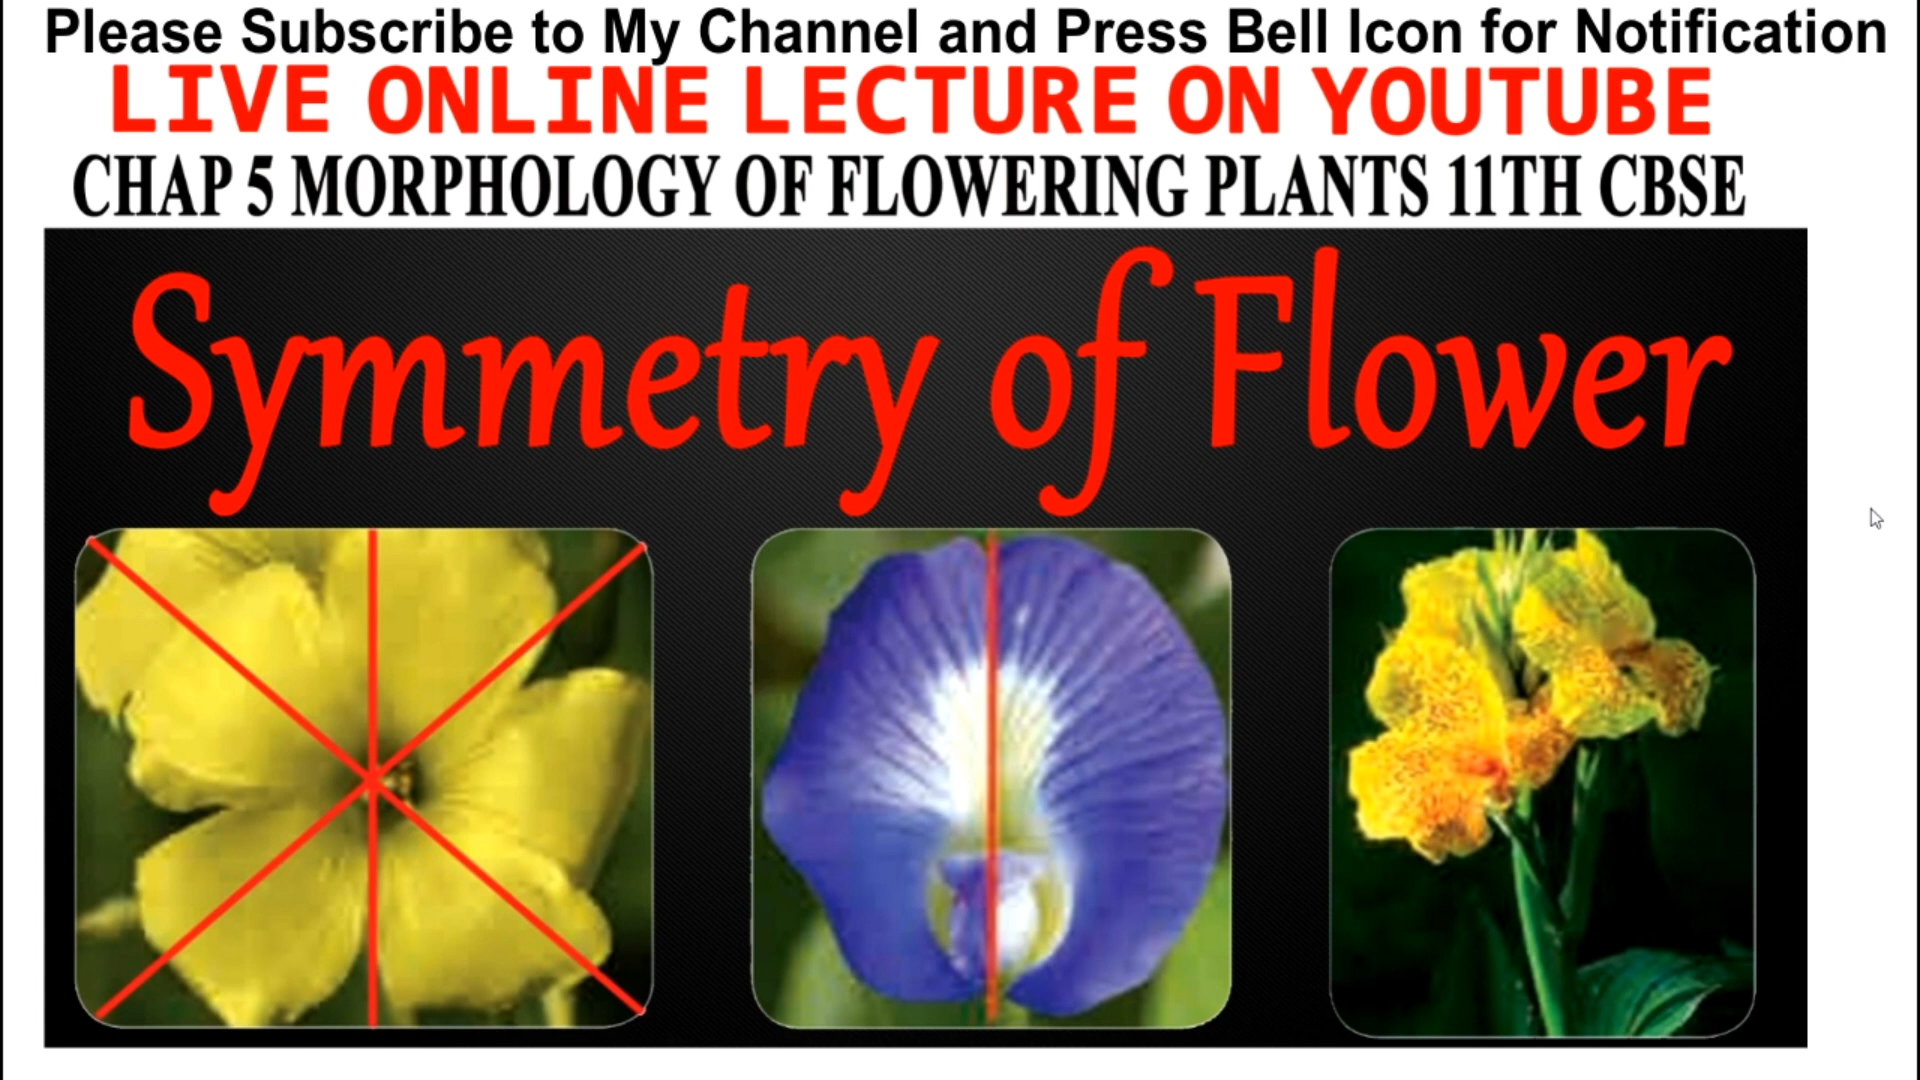 Please Subscribe to My Channel and Press Bell Icon for Notification
LIVE ONLINE LECTURE ON YOUTUBE
CHAP 5 MORPHOLOGY OF FLOWERING PLANTS 11TH CBSE
Symmetry of Flower